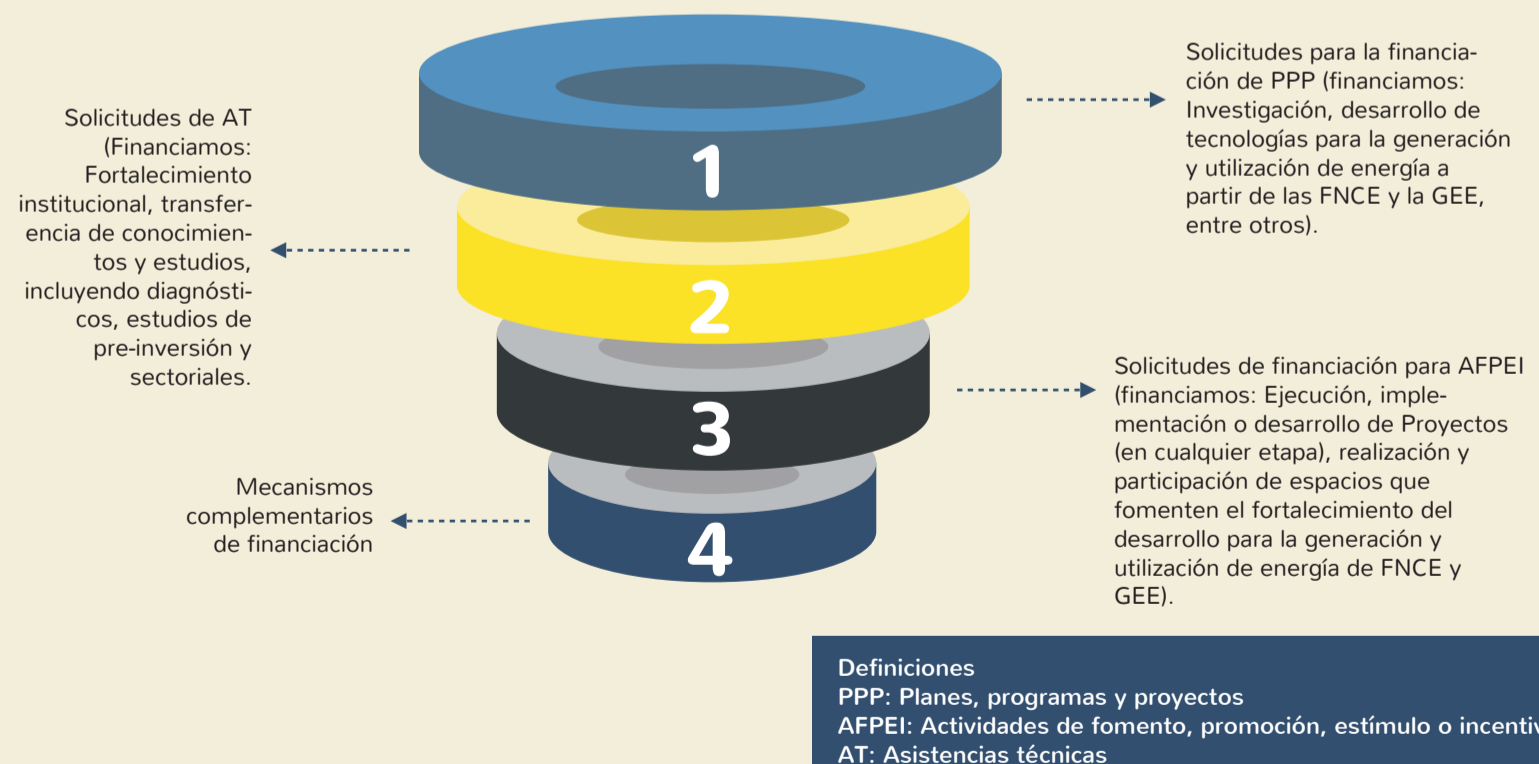 1
Solicitudes para la financia-
ción de PPP (financiamos:
Investigación, desarrollo de
tecnologías para la generación
y utilización de energía a
partir de las FNCE y la GEE,
entre otros).
Solicitudes de AT
(Financiamos:
Fortalecimiento
institucional, transfer-
encia de conocimien-
tos y estudios,
incluyendo diagnósti-
cos, estudios de
pre-inversión y
sectoriales.
2
3
Solicitudes de financiación para AFPEI
(financiamos: Ejecución, imple-
mentación o desarrollo de Proyectos
(en cualquier etapa), realización y
participación de espacios que
fomenten el fortalecimiento del
desarrollo para la generación y
utilización de energía de FNCE y
GEE).
Mecanismos
complementarios
de financiación
4
Definiciones
PPP: Planes, programas y proyectos
AFPEI: Actividades de fomento, promoción, estímulo o
AT: Asistencias técnicas